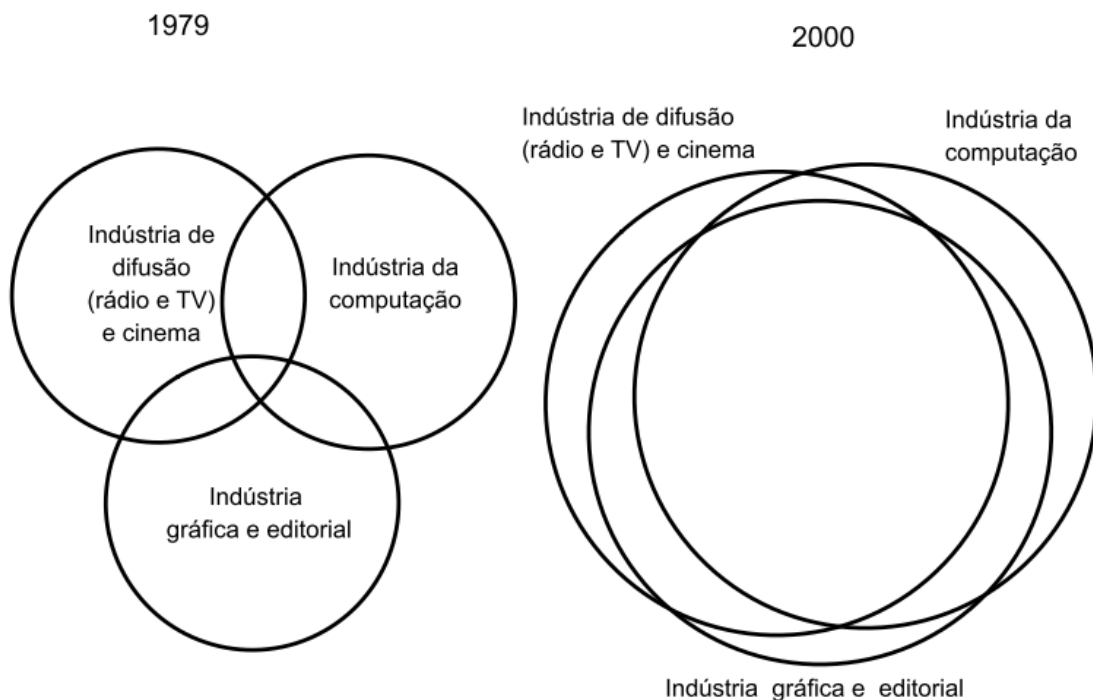 1979
Indústria de
difusão
(rádio e TV)
e cinema
Indústria da
computação
Indústria
gráfica e editorial
2000
Indústria de difusão
(rádio e TV) e cinema
Indústria da
computação
Indústria gráfica e editorial